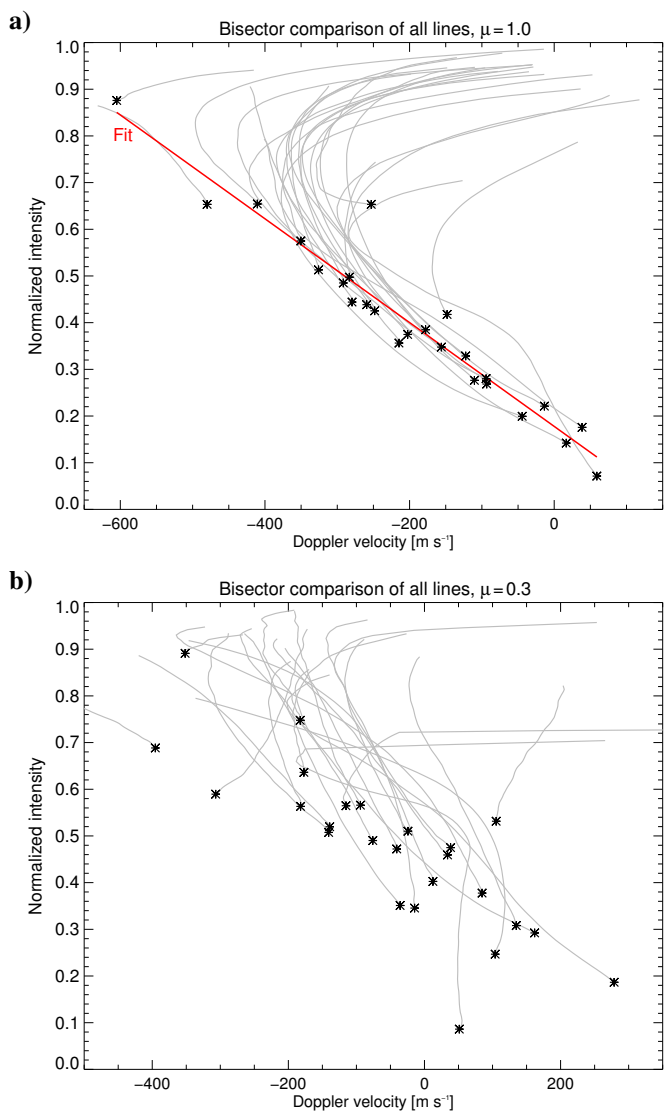 a)
Bisector comparison of all lines, μ=1.0
1.0
0.9
0.8
Fit
0.7
0.6
0.5
0.4
0.3
0.2
0.1
0.0
Normalized intensity
−600 −400 −200 0
Doppler velocity [m s⁻¹]
b)
Bisector comparison of all lines, μ=0.3
1.0
0.9
0.8
0.7
0.6
0.5
0.4
0.3
0.2
0.1
0.0
Normalized intensity
−400 −200 0 200
Doppler velocity [m s⁻¹]